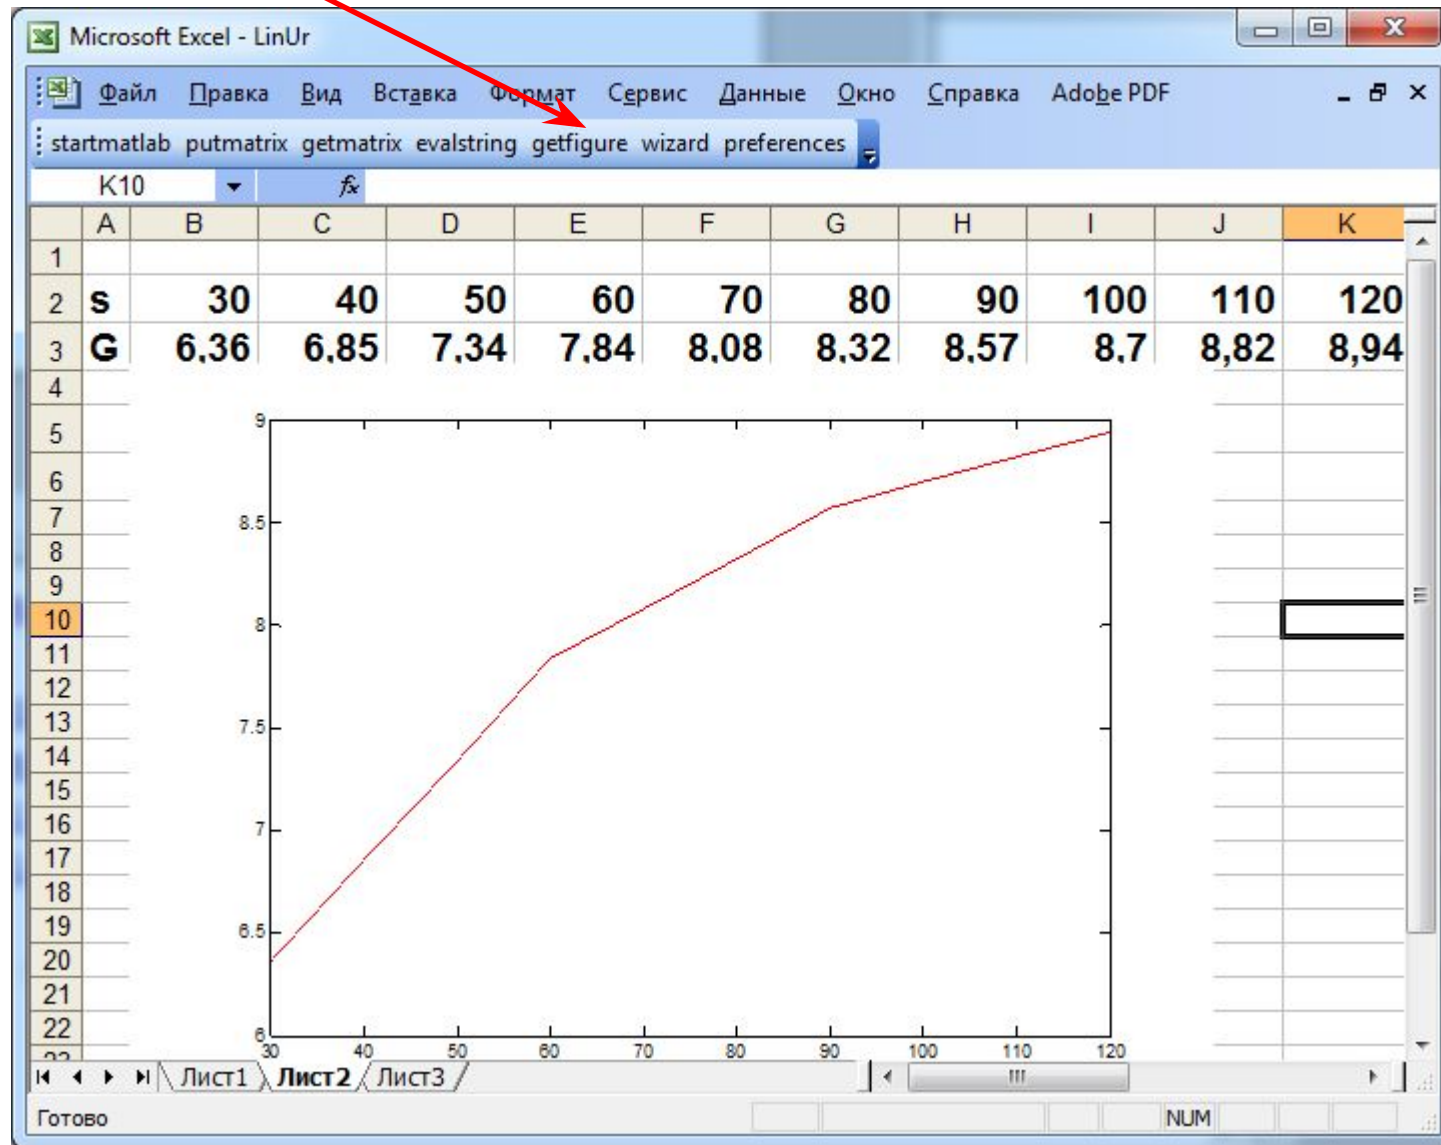 Microsoft Excel - LinUr
Файл Правка Вид Вставка Формат Сервис Данные Окно Справка Adobe PDF
startmatlab putmatrix getmatrix evalstring getfigure wizard preferences
K10 fx
A B C D E F G H I J K
1
2 s 30 40 50 60 70 80 90 100 110 120
3 G 6,36 6,85 7,34 7,84 8,08 8,32 8,57 8,7 8,82 8,94
4
5
6
7
8
9
10
11
12
13
14
15
16
17
18
19
20
21
22
23
9
8.5
8
7.5
7
6.5
6
30 40 50 60 70 80 90 100 110 120
Лист1 Лист2 Лист3
Готово NUM